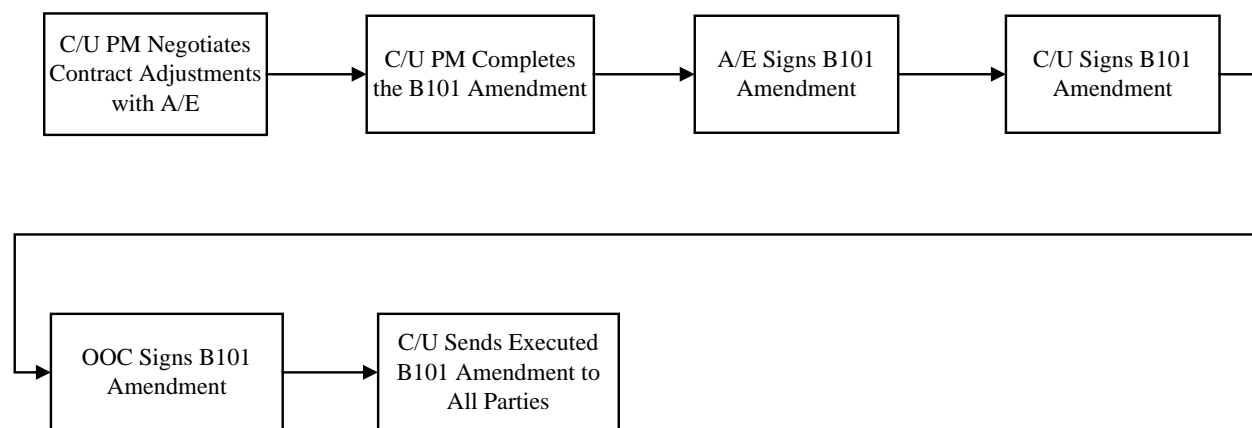 C/U PM Negotiates
Contract Adjustments
with A/E
C/U PM Completes
the B101 Amendment
A/E Signs B101
Amendment
C/U Signs B101
Amendment
OOC Signs B101
Amendment
C/U Sends Executed
B101 Amendment to
All Parties